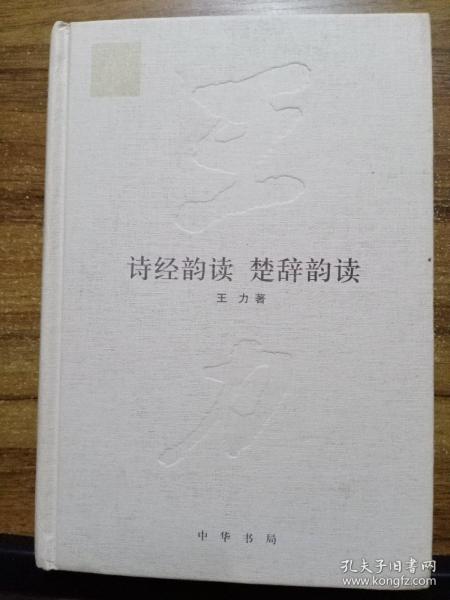 王
诗经韵读 楚辞韵读
王 力 著
力
中华书局
孔夫子旧书网
www.kongfz.com